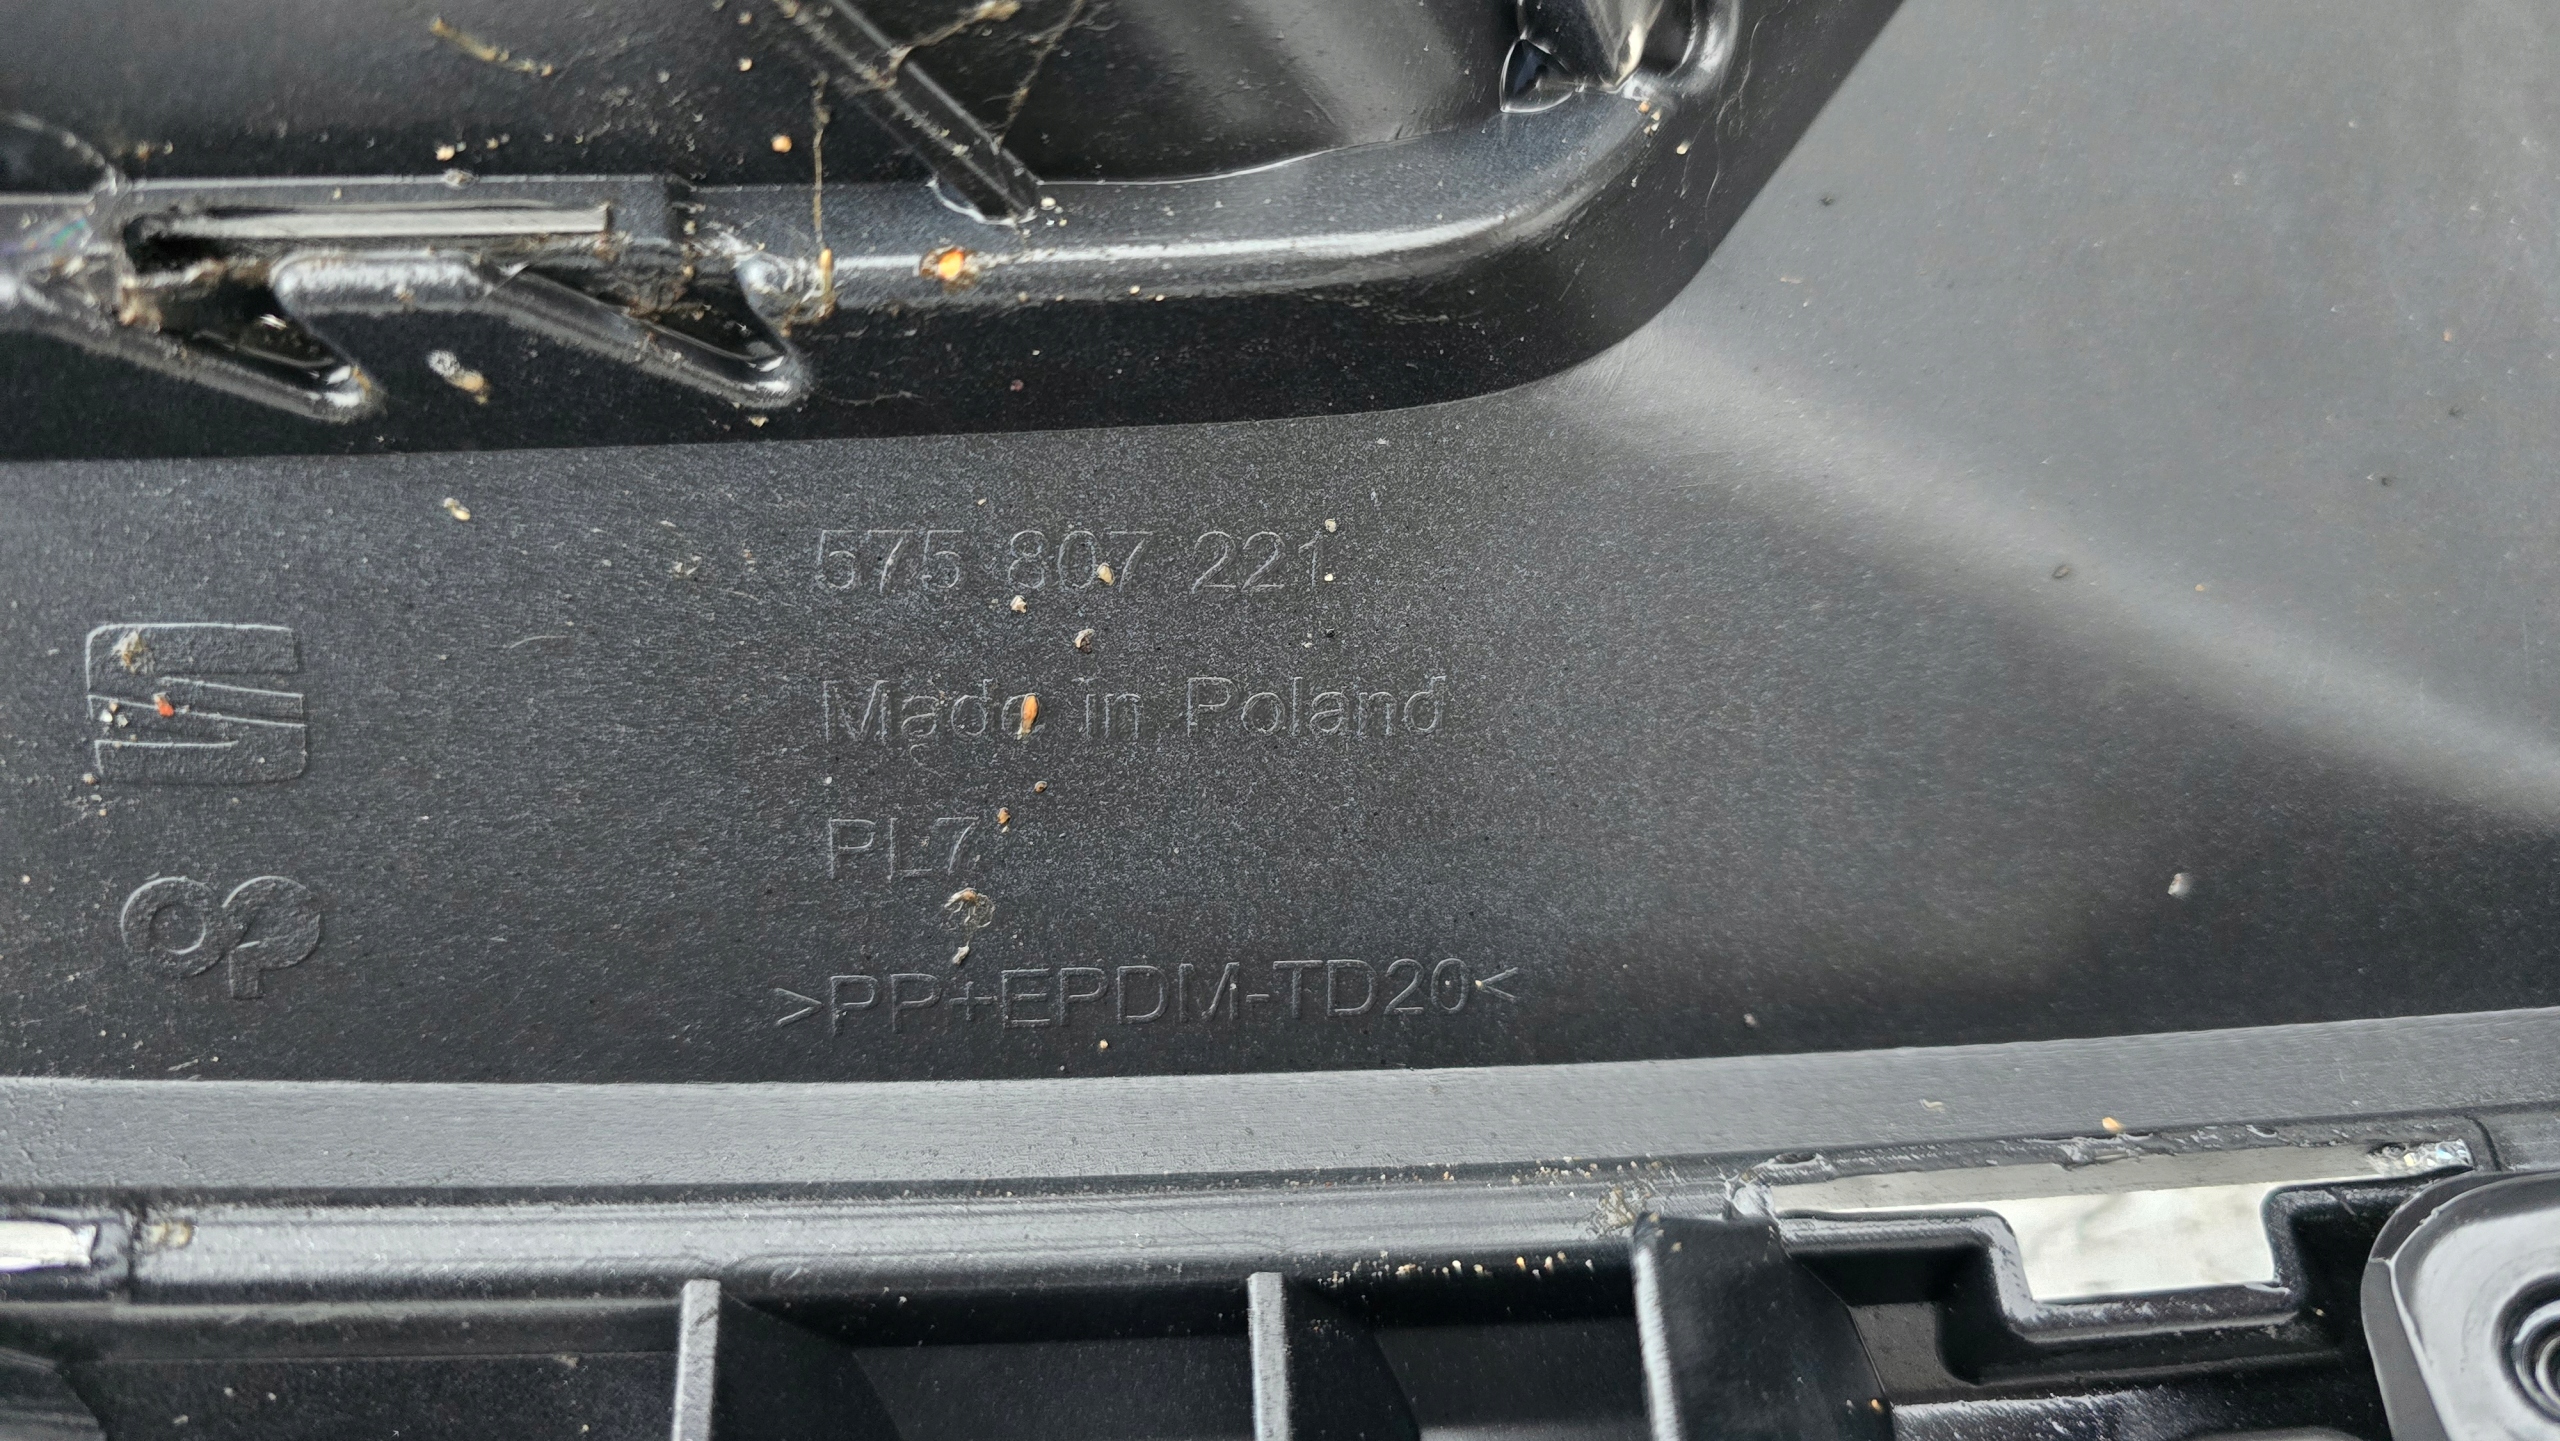 575 807 221
Made in Poland
PL7
>PP+EPDM-TD20<